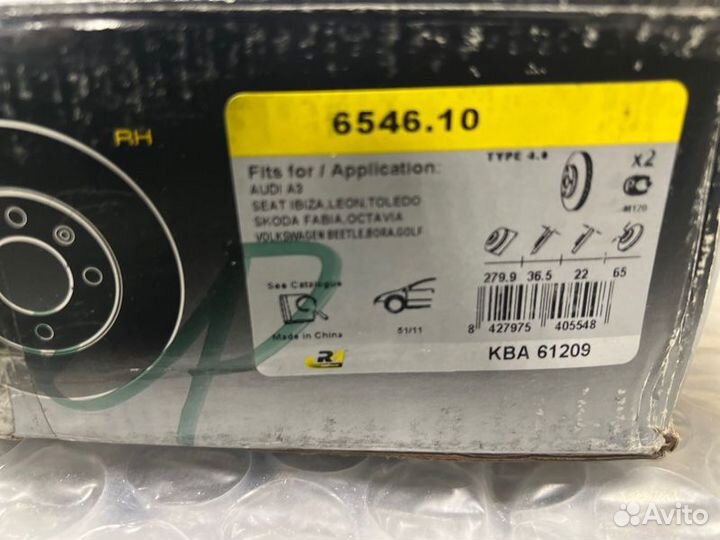 RH
6546.10
Fits for / Application:
AUDI A3
SEAT IBIZA,LEON,TOLEDO
SKODA FABIA,OCTAVIA
VOLKSWAGEN BEETLE,BORA,GOLF
TYPE 4.0
x2
279.9 36.5 22 65
See Catalogue
Made in China
51/11
8 427975 405548
KBA 61209
R
Avito